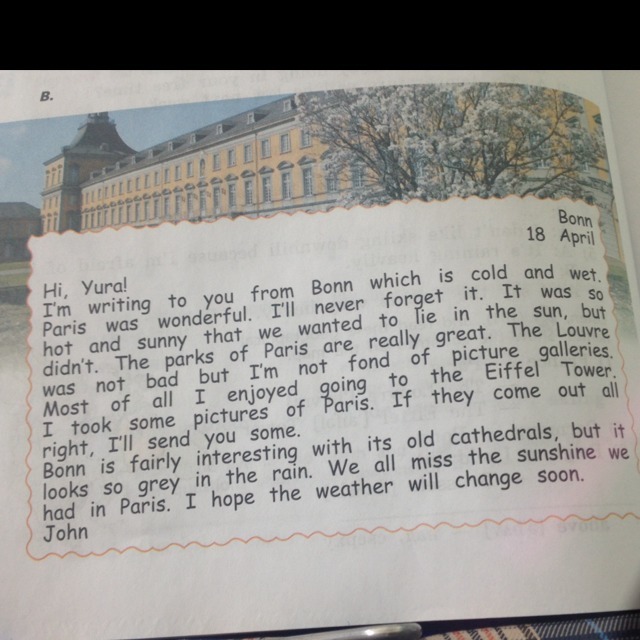 B.
Bonn
18 April
Hi, Yura!
I'm writing to you from Bonn which is cold and wet.
Paris was wonderful. I'll never forget it. It was so
hot and sunny that we wanted to lie in the sun, but
didn't. The parks of Paris are really great. The Louvre
was not bad but I'm not fond of picture galleries.
Most of all I enjoyed going to the Eiffel Tower.
I took some pictures of Paris. If they come out all
right, I'll send you some.
Bonn is fairly interesting with its old cathedrals, but it
looks so grey in the rain. We all miss the sunshine we
had in Paris. I hope the weather will change soon.
John